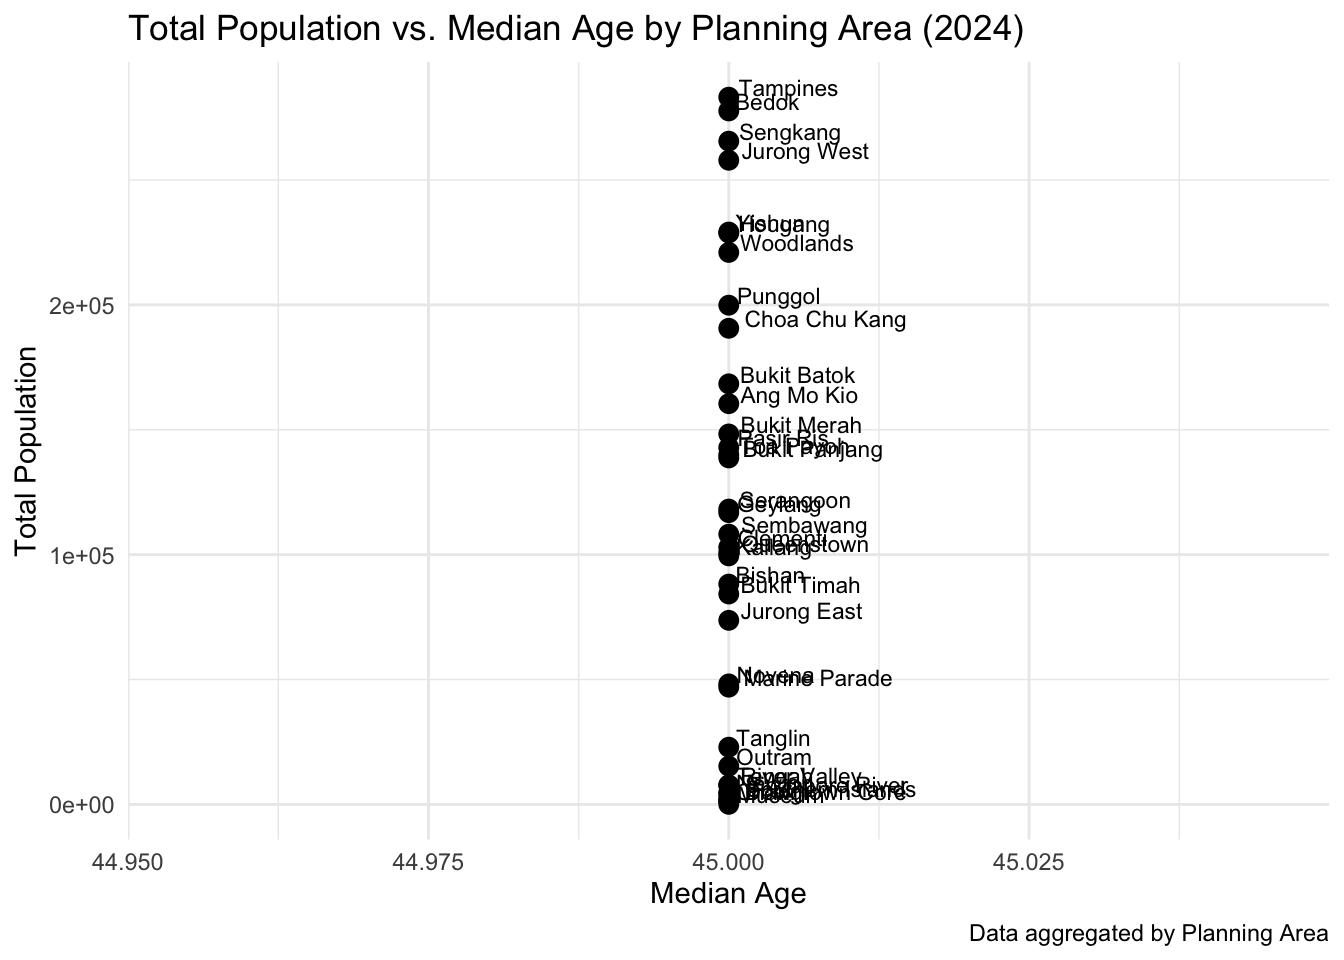 Total Population vs. Median Age by Planning Area (2024)
Tampines
Bedok
Sengkang
Jurong West
Yishun
Hougang
Woodlands
2e+05
Punggol
Choa Chu Kang
Bukit Batok
Ang Mo Kio
Bukit Merah
Pasir Ris
Toa Payoh
Bukit Panjang
Total Population
Serangoon
Geylang
Sembawang
Clementi
Queenstown
1e+05
Kallang
Bishan
Bukit Timah
Jurong East
Novena
Marine Parade
Tanglin
Outram
River Valley
Singapore River
Downtown Core
Museum
0e+00
44.950
44.975
45.000
45.025
Median Age
Data aggregated by Planning Area